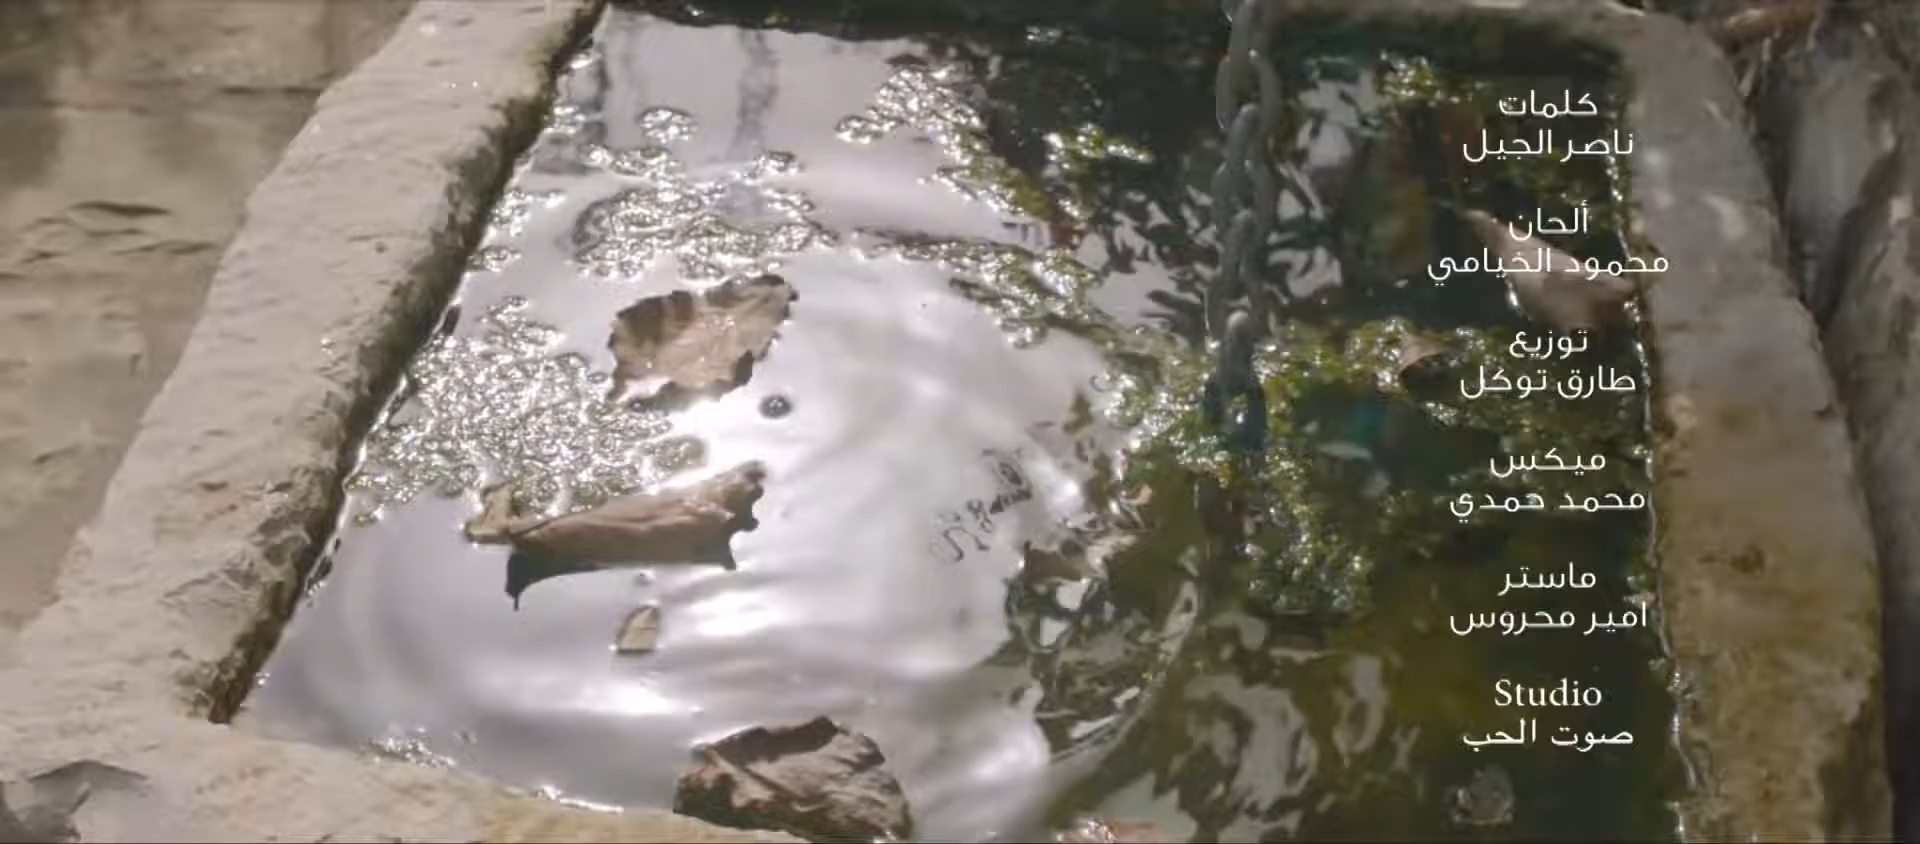 كلمات
ناصر الجيل
ألحان
محمود الخيامي
توزيع
طارق توكل
ميكس
محمد حمدي
ماستر
امير محروس
Studio
صوت الحب